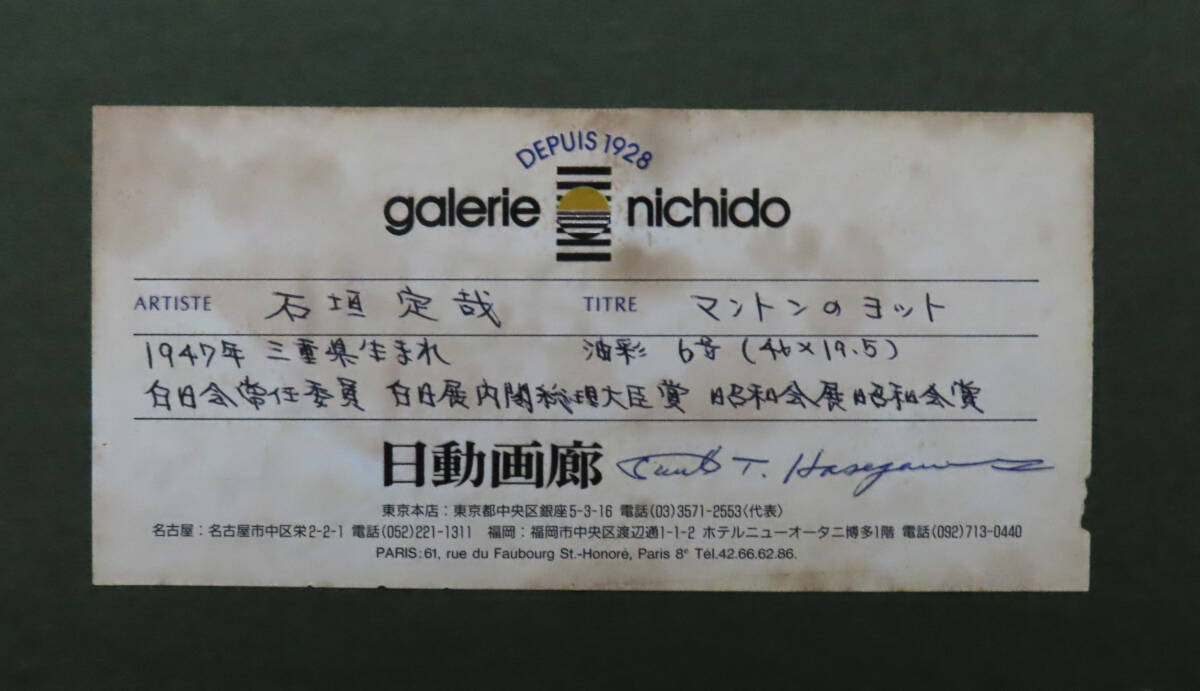 DEPUIS 1928
galerie nichido
ARTISTE 石垣定哉 TITRE マントンのヨット
1947年 三重県生まれ 油彩 6号 (46×19.5)
白日会常任委員 白日展内閣総理大臣賞 昭和会展昭和会賞
日動画廊 T. Hasegawa
東京本店：東京都中央区銀座5-3-16 電話(03)3571-2553〈代表〉
名古屋：名古屋市中区栄2-2-1 電話(052)221-1311 福岡：福岡市中央区渡辺通1-1-2 ホテルニューオータニ博多1階 電話(092)713-0440
PARIS: 61, rue du Faubourg St.-Honoré, Paris 8e Tél.42.66.62.86.